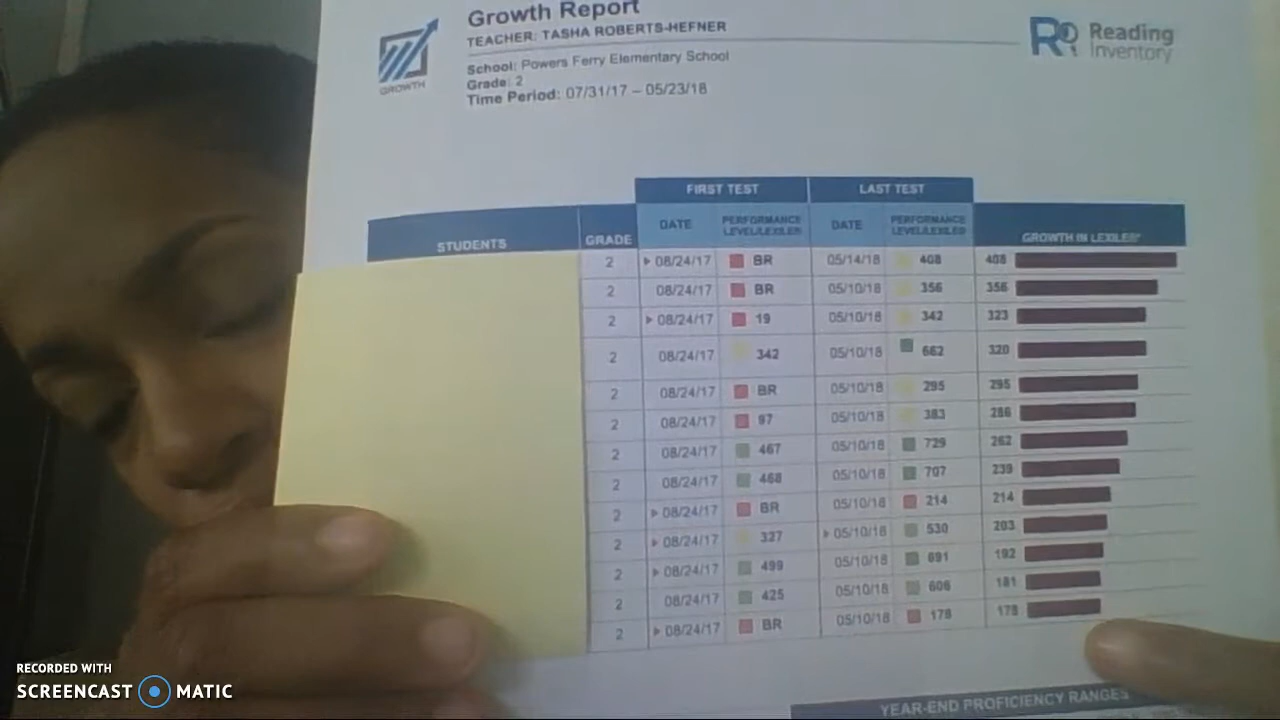 Growth Report
TEACHER: TASHA ROBERTS-HEFNER
School: Powers Ferry Elementary School
Grade: 2
Time Period: 07/31/17 – 05/23/18
GROWTH
Reading
Inventory
FIRST TEST LAST TEST
STUDENTS GRADE DATE PERFORMANCE LEVEL/LEXILE® DATE PERFORMANCE LEVEL/LEXILE® GROWTH IN LEXILE®
2 08/24/17 BR 05/14/18 408 408
2 08/24/17 BR 05/10/18 356 356
2 08/24/17 19 05/10/18 342 323
2 08/24/17 342 05/10/18 662 320
2 08/24/17 BR 05/10/18 295 295
2 08/24/17 97 05/10/18 383 286
2 08/24/17 467 05/10/18 729 262
2 08/24/17 468 05/10/18 707 239
2 08/24/17 BR 05/10/18 214 214
2 08/24/17 327 05/10/18 530 203
2 08/24/17 499 05/10/18 691 192
2 08/24/17 425 05/10/18 606 181
2 08/24/17 BR 05/10/18 178 178
YEAR-END PROFICIENCY RANGES
RECORDED WITH
SCREENCAST MATIC